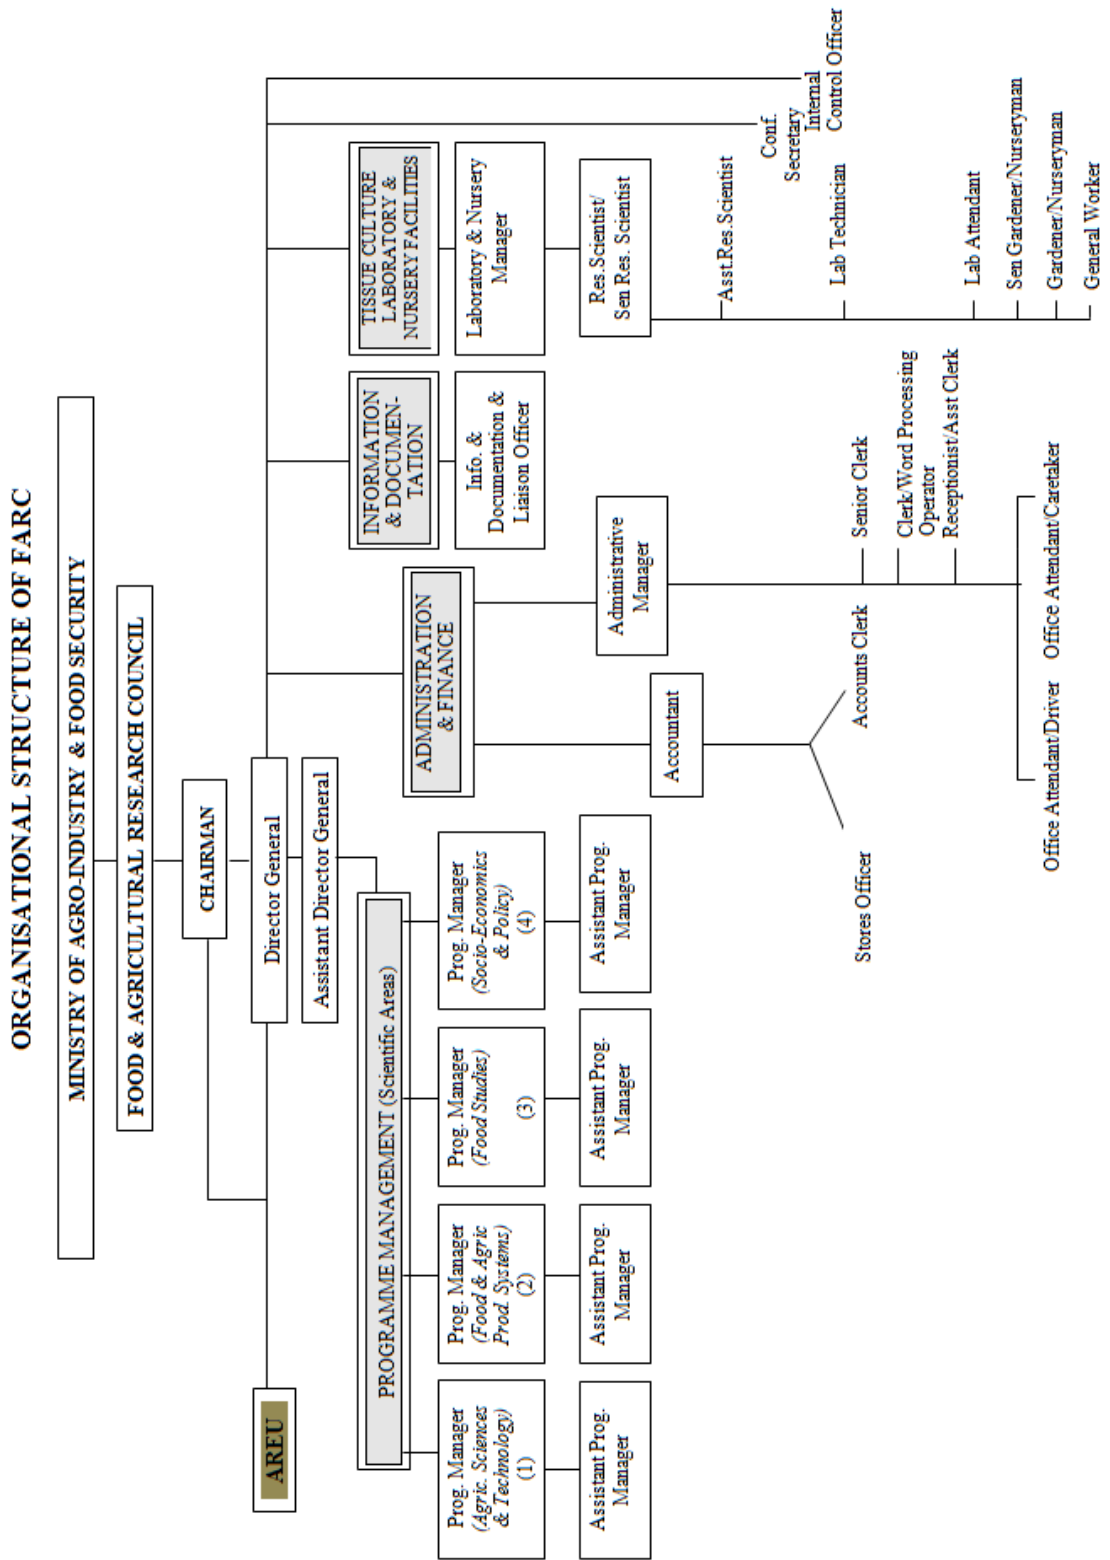 ORGANISATIONAL STRUCTURE OF FARC
MINISTRY OF AGRO-INDUSTRY & FOOD SECURITY
FOOD & AGRICULTURAL RESEARCH COUNCIL
CHAIRMAN
AREU
Director General
Assistant Director General
PROGRAMME MANAGEMENT (Scientific Areas)
Prog. Manager
(Agric. Sciences
& Technology)
(1)
Assistant Prog.
Manager
Prog. Manager
(Food & Agric
Prod. Systems)
(2)
Assistant Prog.
Manager
Prog. Manager
(Food Studies)
(3)
Assistant Prog.
Manager
Prog. Manager
(Socio-Economics
& Policy)
(4)
Assistant Prog.
Manager
ADMINISTRATION
& FINANCE
Accountant
Stores Officer
Accounts Clerk
Administrative
Manager
Senior Clerk
Clerk/Word Processing
Operator
Receptionist/Asst Clerk
Office Attendant/Driver
Office Attendant/Caretaker
INFORMATION
& DOCUMEN-
TATION
Info. &
Documentation &
Liaison Officer
TISSUE CULTURE
LABORATORY &
NURSERY FACILITIES
Laboratory & Nursery
Manager
Res.Scientist/
Sen Res. Scientist
Asst.Res.Scientist
Lab Technician
Lab Attendant
Sen Gardener/Nurseryman
Gardener/Nurseryman
General Worker
Conf.
Secretary
Internal
Control Officer